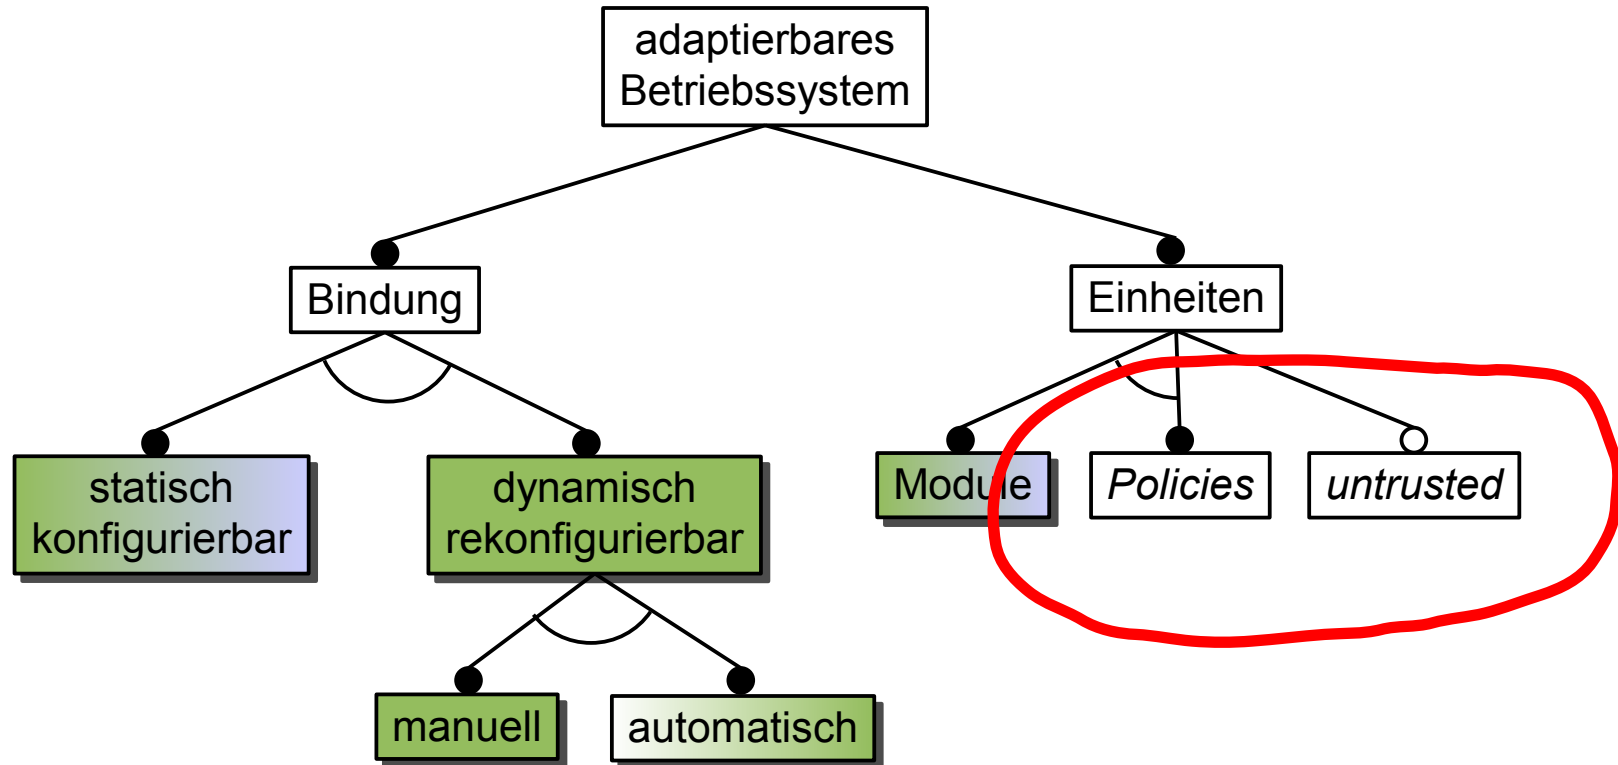 adaptierbares
Betriebssystem
Bindung
Einheiten
statisch
konfigurierbar
dynamisch
rekonfigurierbar
Module
Policies
untrusted
manuell
automatisch